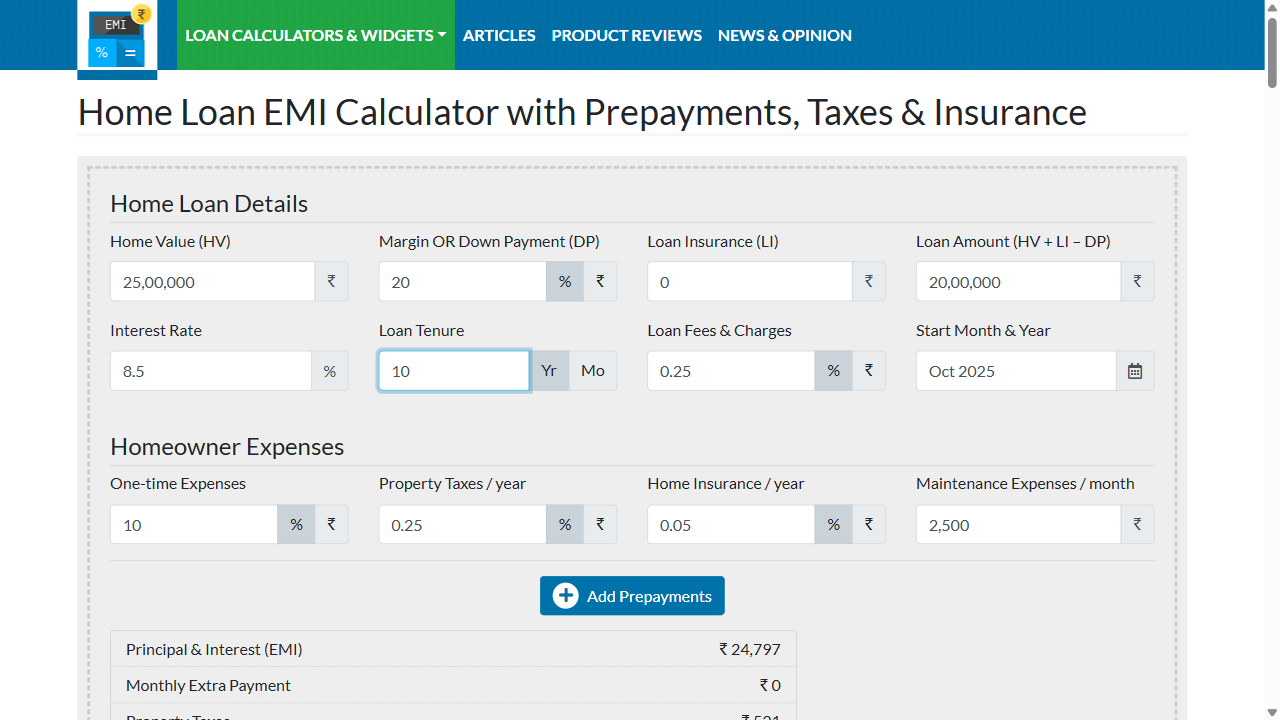 EMI ₹
% =
LOAN CALCULATORS & WIDGETS ARTICLES PRODUCT REVIEWS NEWS & OPINION
Home Loan EMI Calculator with Prepayments, Taxes & Insurance
Home Loan Details
Home Value (HV) Margin OR Down Payment (DP) Loan Insurance (LI) Loan Amount (HV + LI – DP)
25,00,000 ₹ 20 % ₹ 0 ₹ 20,00,000 ₹
Interest Rate Loan Tenure Loan Fees & Charges Start Month & Year
8.5 % 10 Yr Mo 0.25 % ₹ Oct 2025
Homeowner Expenses
One-time Expenses Property Taxes / year Home Insurance / year Maintenance Expenses / month
10 % ₹ 0.25 % ₹ 0.05 % ₹ 2,500 ₹
Add Prepayments
Principal & Interest (EMI) ₹ 24,797
Monthly Extra Payment ₹ 0
Property Taxes ₹ 521